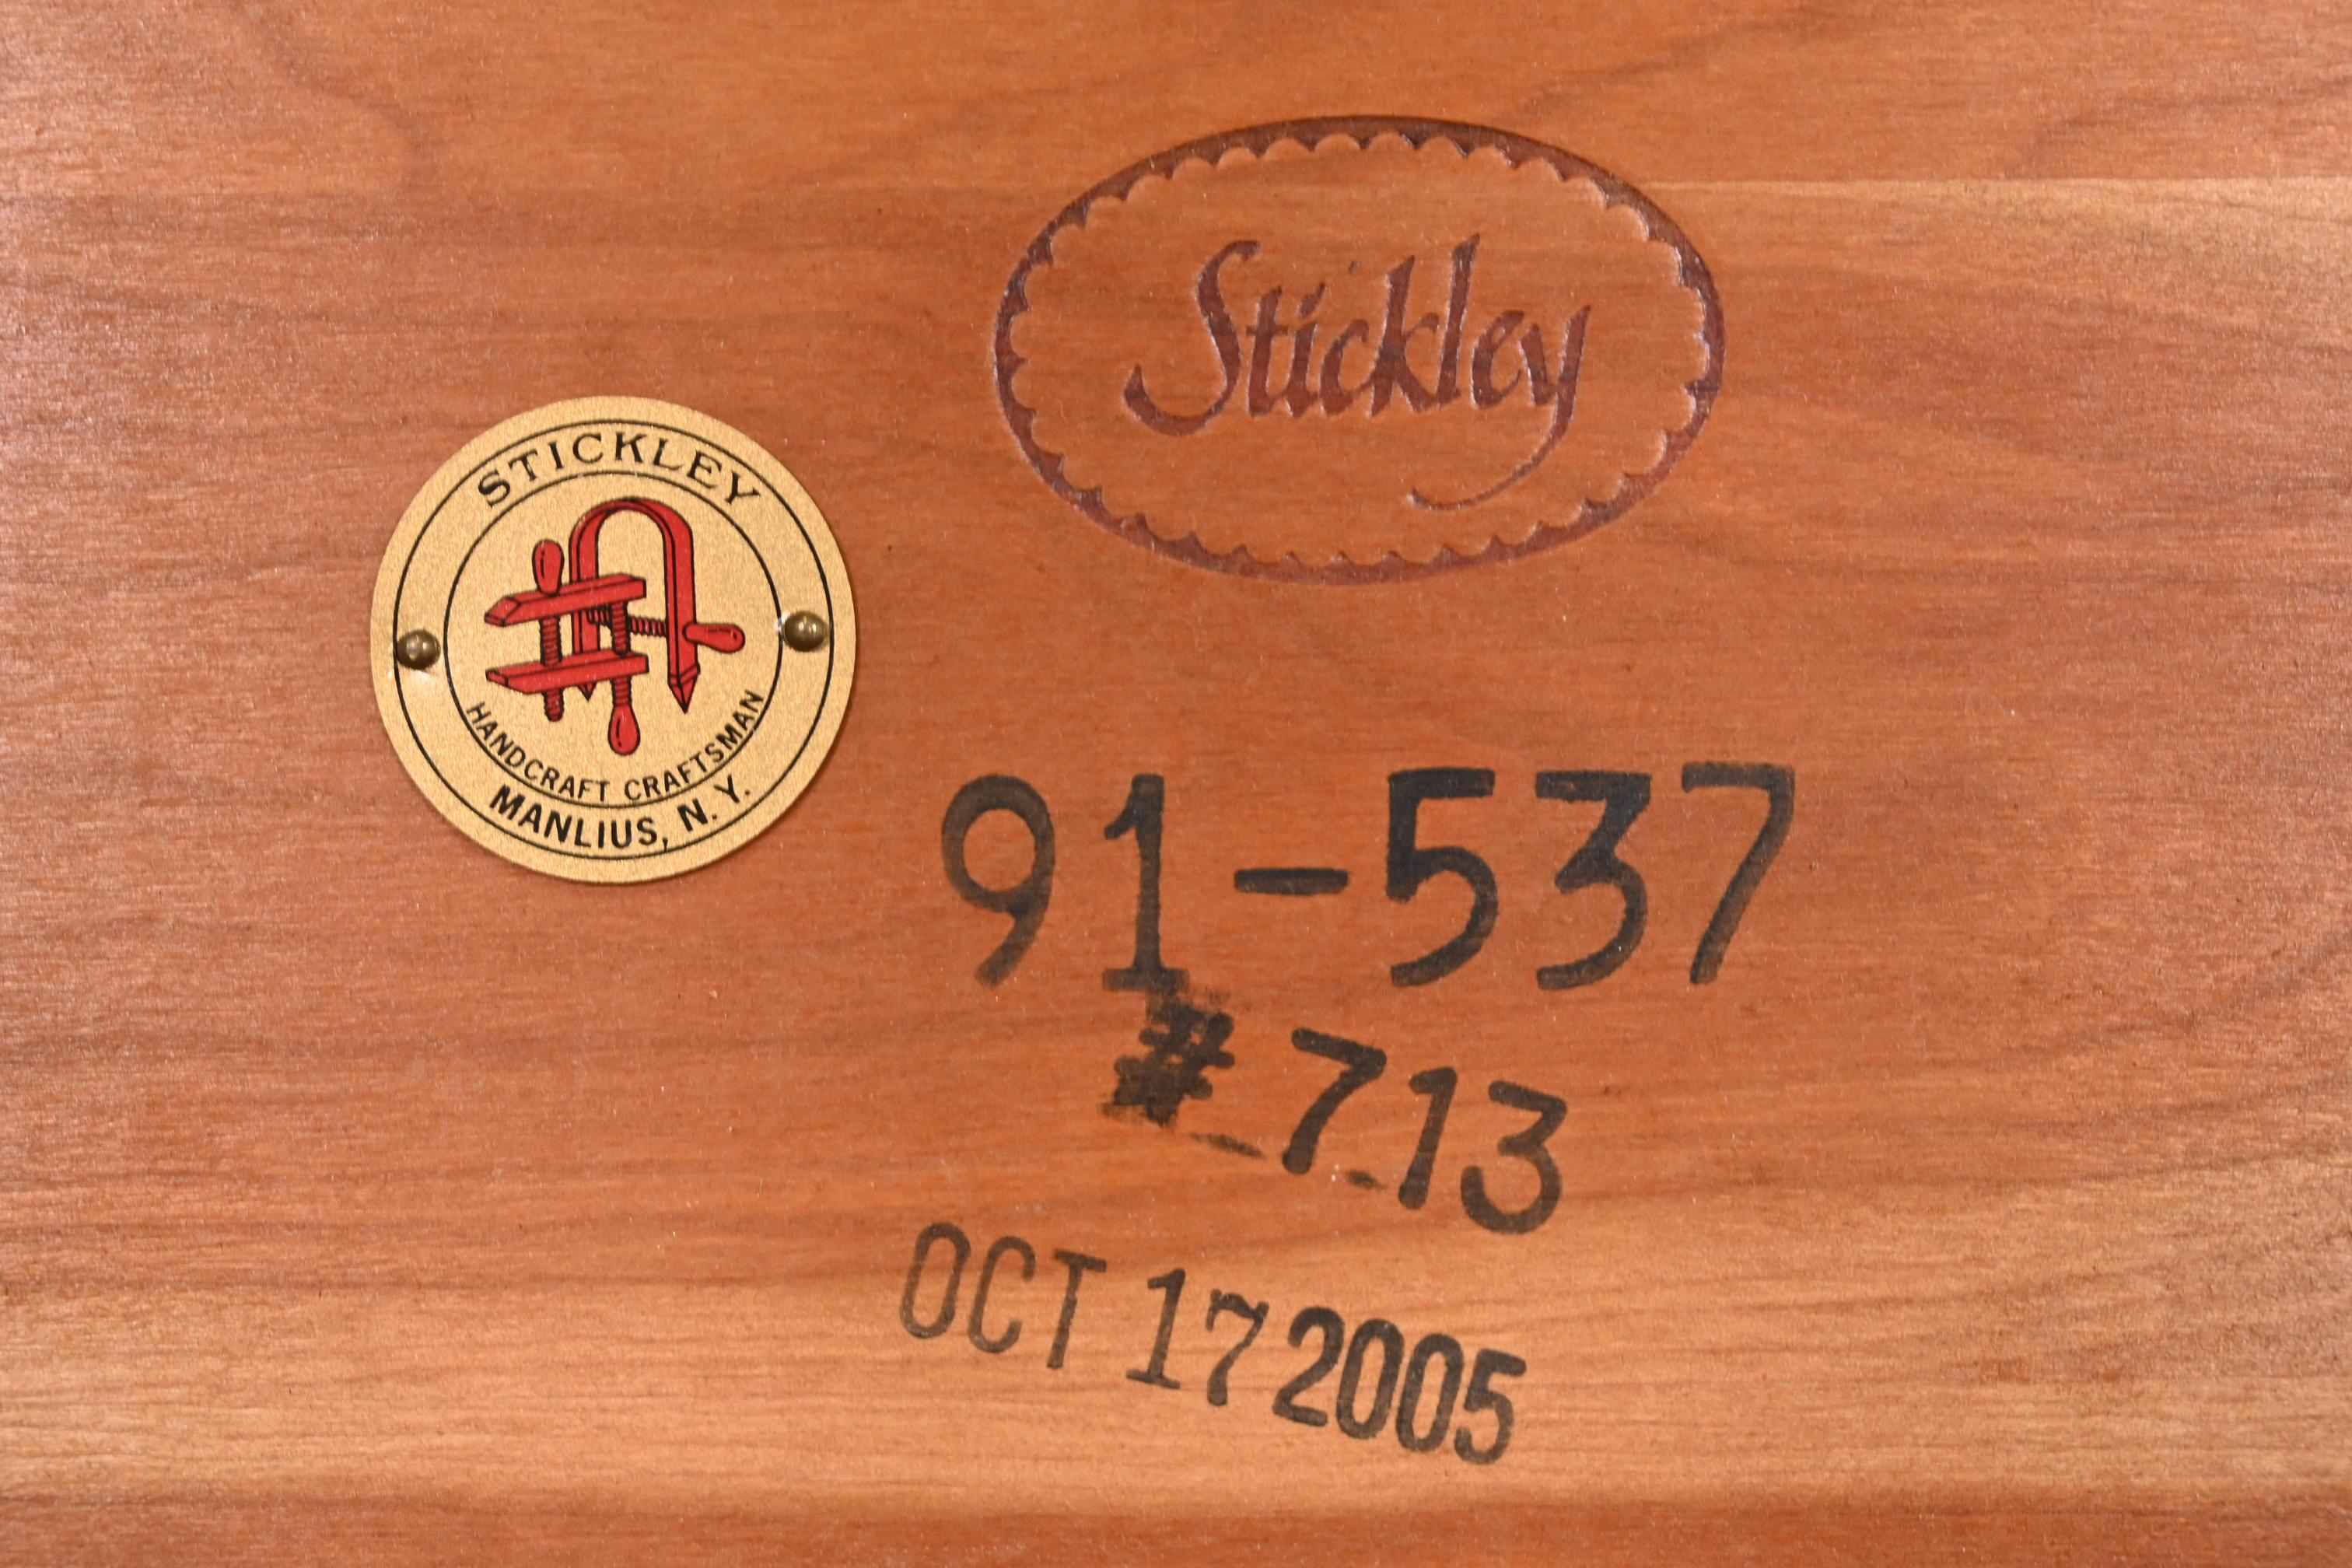 Stickley
STICKLEY
HANDCRAFT CRAFTSMAN
MANLIUS, N. Y.
91-537
# 713
OCT 17 2005